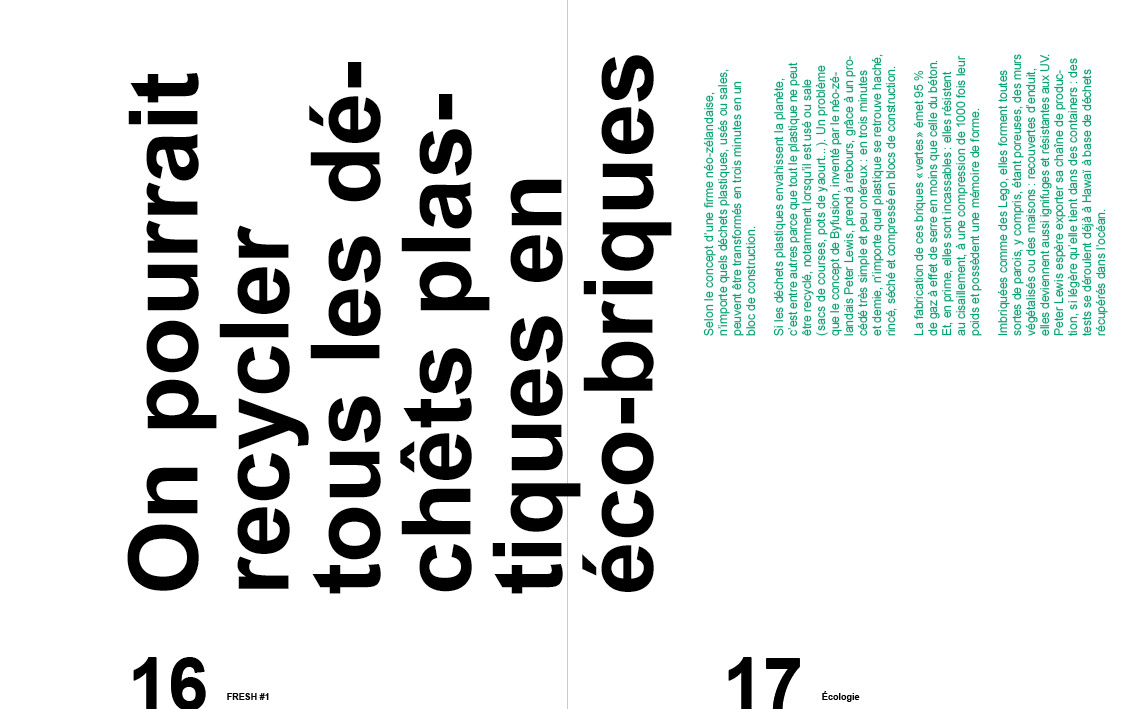 On pourrait
recycler
tous les dé-
chêts plas-
tiques en
éco-briques
Selon le concept d'une firme néo-zélandaise,
n'importe quels déchets plastiques, usés ou sales,
peuvent être transformés en trois minutes en un
bloc de construction.
Si les déchets plastiques envahissent la planète,
c'est entre autres parce que tout le plastique ne peut
être recyclé, notamment lorsqu'il est usé ou sale
(sacs de courses, pots de yaourt...). Un problème
que le concept de Byfusion, inventé par le néo-zé-
landais Peter Lewis, prend à rebours, grâce à un pro-
cédé très simple et peu onéreux : en trois minutes
et demie, n'importe quel plastique se retrouve haché,
rincé, séché et compressé en blocs de construction.
La fabrication de ces briques «vertes» émet 95 %
de gaz à effet de serre en moins que celle du béton.
Et, en prime, elles sont incassables : elles résistent
au cisaillement, à une compression de 1000 fois leur
poids et possèdent une mémoire de forme.
Imbriquées comme des Lego, elles forment toutes
sortes de parois, y compris, étant poreuses, des murs
végétalisés ou des maisons : recouvertes d'enduit,
elles deviennent aussi ignifuges et résistantes aux UV.
Peter Lewis espère exporter sa chaîne de produc-
tion, si légère qu'elle tient dans des containers : des
tests se déroulent déjà à Hawaï à base de déchets
récupérés dans l'océan.
16
FRESH #1
17
Écologie